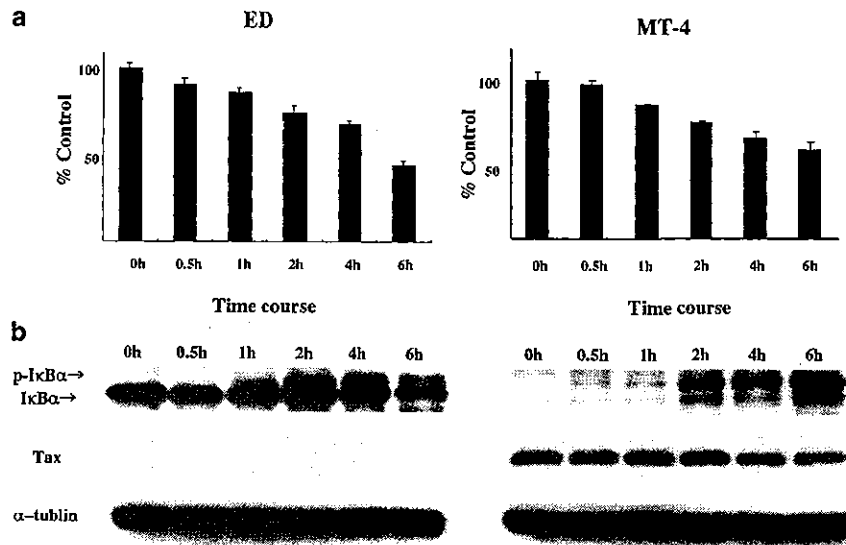 a
ED
MT-4
% Control
100
50
0h 0.5h 1h 2h 4h 6h
Time course
% Control
100
50
0h 0.5h 1h 2h 4h 6h
Time course
b
0h 0.5h 1h 2h 4h 6h
0h 0.5h 1h 2h 4h 6h
p-IκBα→
IκBα→
Tax
α-tublin